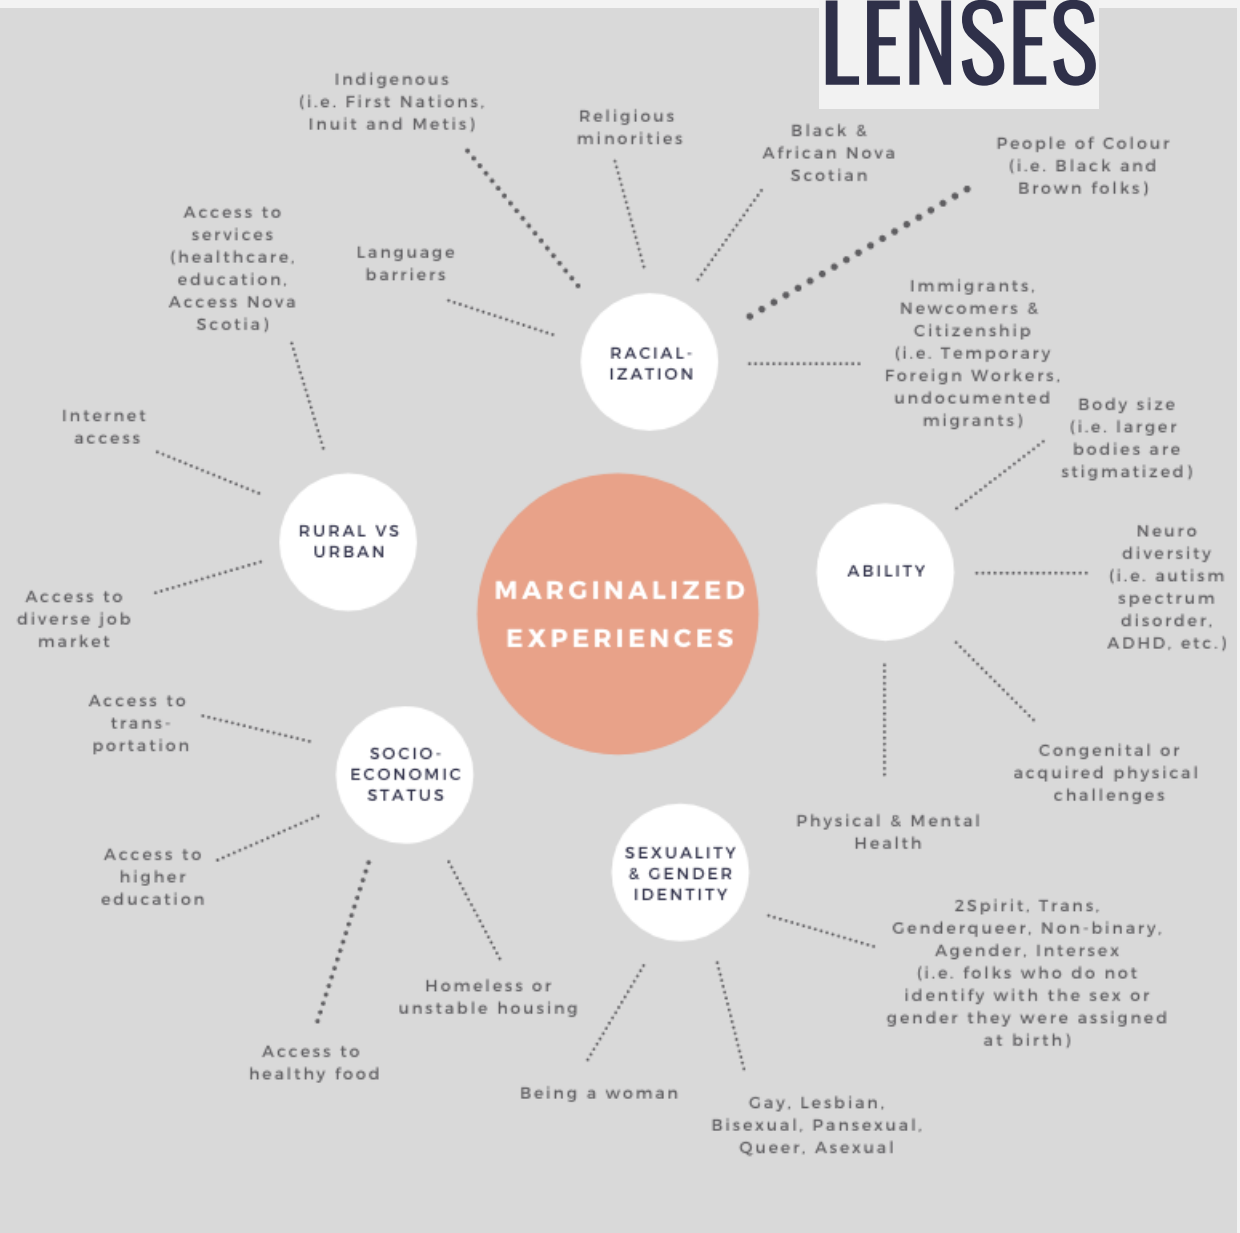 LENSES
Indigenous
(i.e. First Nations,
Inuit and Metis)
Religious
minorities
Black &
African Nova
Scotian
People of Colour
(i.e. Black and
Brown folks)
Access to
services
(healthcare,
education,
Access Nova
Scotia)
Language
barriers
Immigrants,
Newcomers &
Citizenship
(i.e. Temporary
Foreign Workers,
undocumented
migrants)
RACIAL-
IZATION
Body size
(i.e. larger
bodies are
stigmatized)
Internet
access
RURAL VS
URBAN
Neuro
diversity
(i.e. autism
spectrum
disorder,
ADHD, etc.)
ABILITY
MARGINALIZED
EXPERIENCES
Access to
diverse job
market
Access to
trans-
portation
SOCIO-
ECONOMIC
STATUS
Congenital or
acquired physical
challenges
Physical & Mental
Health
Access to
higher
education
SEXUALITY
& GENDER
IDENTITY
2Spirit, Trans,
Genderqueer, Non-binary,
Agender, Intersex
(i.e. folks who do not
identify with the sex or
gender they were assigned
at birth)
Homeless or
unstable housing
Access to
healthy food
Being a woman
Gay, Lesbian,
Bisexual, Pansexual,
Queer, Asexual